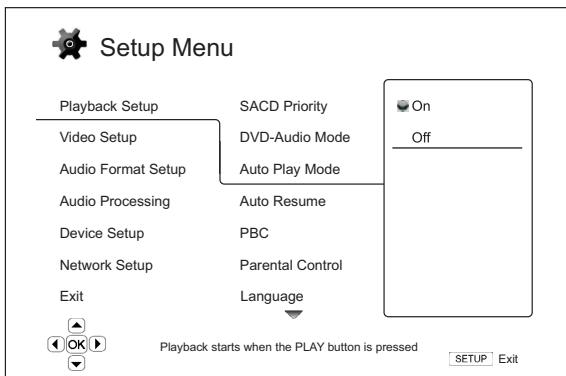 Setup Menu
Playback Setup
Video Setup
Audio Format Setup
Audio Processing
Device Setup
Network Setup
Exit
SACD Priority
DVD-Audio Mode
Auto Play Mode
Auto Resume
PBC
Parental Control
Language
On
Off
OK
Playback starts when the PLAY button is pressed
SETUP Exit